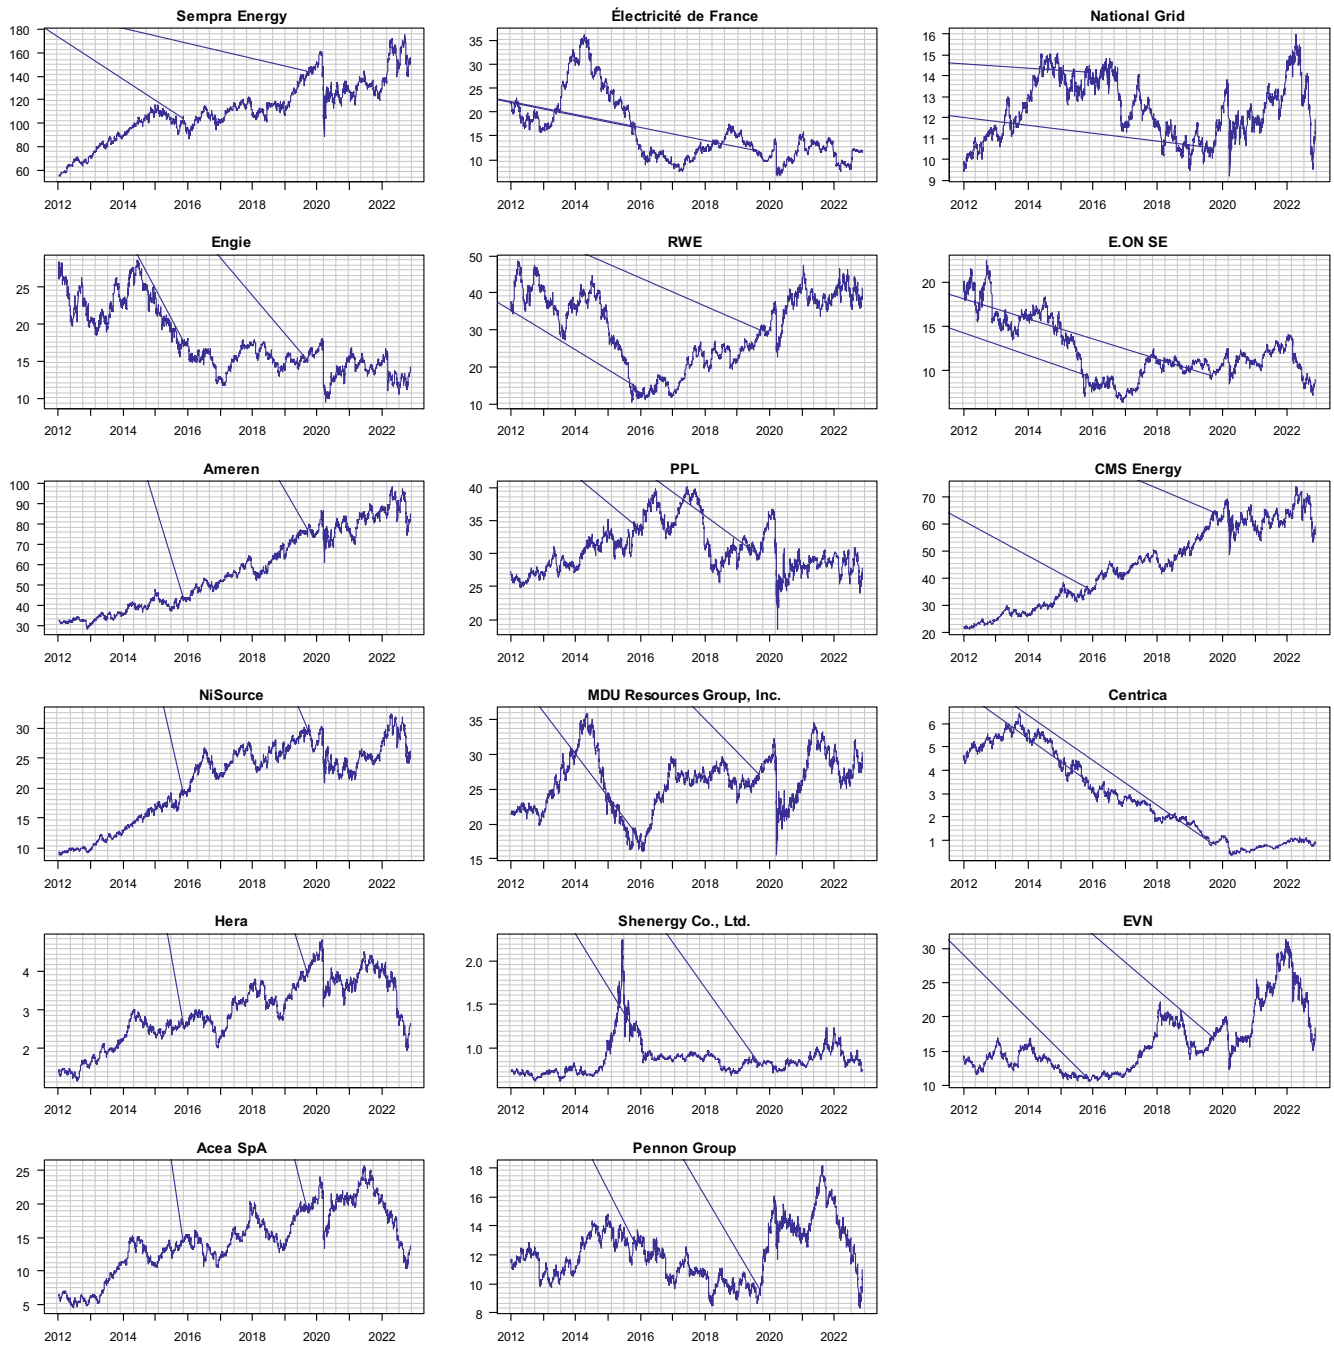 Sempra Energy
180
160
140
120
100
80
60
2012 2014 2016 2018 2020 2022
Électricité de France
35
30
25
20
15
10
2012 2014 2016 2018 2020 2022
National Grid
16
15
14
13
12
11
10
9
2012 2014 2016 2018 2020 2022
Engie
25
20
15
10
2012 2014 2016 2018 2020 2022
RWE
50
40
30
20
10
2012 2014 2016 2018 2020 2022
E.ON SE
20
15
10
2012 2014 2016 2018 2020 2022
Ameren
100
90
80
70
60
50
40
30
2012 2014 2016 2018 2020 2022
PPL
40
35
30
25
20
2012 2014 2016 2018 2020 2022
CMS Energy
70
60
50
40
30
20
2012 2014 2016 2018 2020 2022
NiSource
30
25
20
15
10
2012 2014 2016 2018 2020 2022
MDU Resources Group, Inc.
35
30
25
20
15
2012 2014 2016 2018 2020 2022
Centrica
6
5
4
3
2
1
2012 2014 2016 2018 2020 2022
Hera
4
3
2
2012 2014 2016 2018 2020 2022
Shenergy Co., Ltd.
2.0
1.5
1.0
2012 2014 2016 2018 2020 2022
EVN
30
25
20
15
10
2012 2014 2016 2018 2020 2022
Acea SpA
25
20
15
10
5
2012 2014 2016 2018 2020 2022
Pennon Group
18
16
14
12
10
8
2012 2014 2016 2018 2020 2022